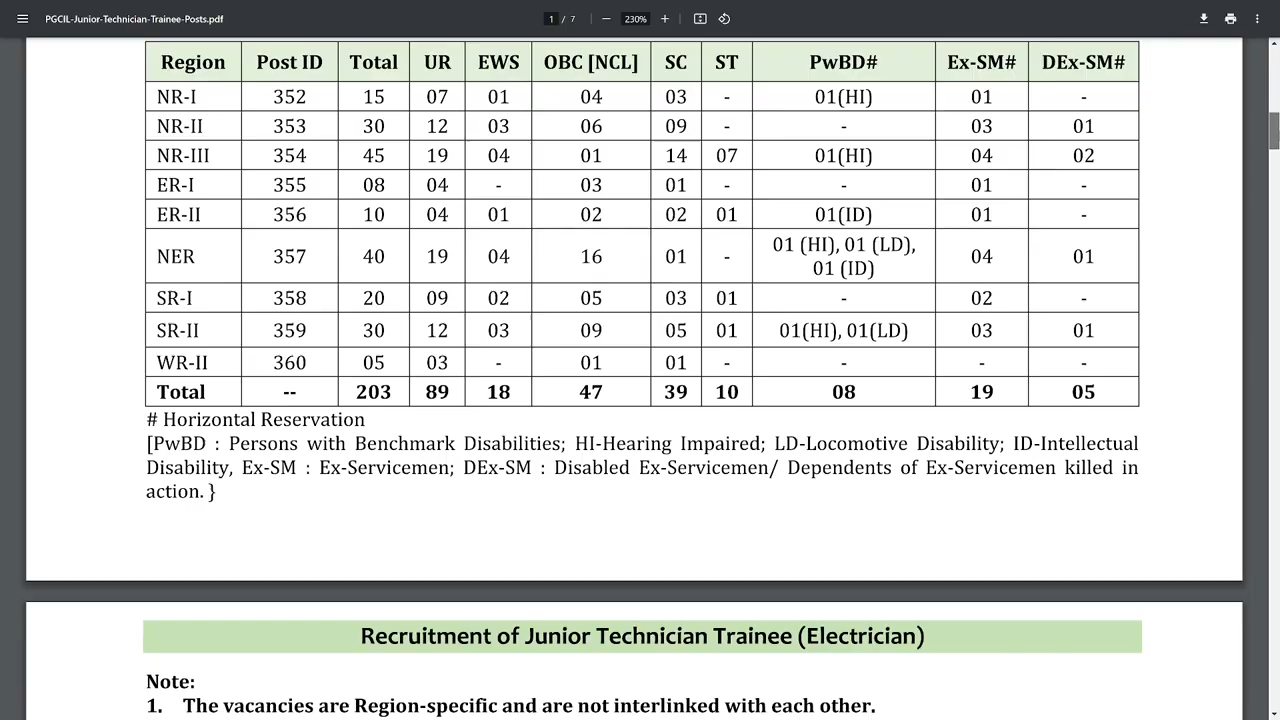 PGCIL-Junior-Technician-Trainee-Posts.pdf 1 / 7 230%
Region Post ID Total UR EWS OBC [NCL] SC ST PwBD# Ex-SM# DEx-SM#
NR-I 352 15 07 01 04 03 - 01(HI) 01 -
NR-II 353 30 12 03 06 09 - - 03 01
NR-III 354 45 19 04 01 14 07 01(HI) 04 02
ER-I 355 08 04 - 03 01 - - 01 -
ER-II 356 10 04 01 02 02 01 01(ID) 01 -
NER 357 40 19 04 16 01 - 01 (HI), 01 (LD),
01 (ID) 04 01
SR-I 358 20 09 02 05 03 01 - 02 -
SR-II 359 30 12 03 09 05 01 01(HI), 01(LD) 03 01
WR-II 360 05 03 - 01 01 - - - -
Total -- 203 89 18 47 39 10 08 19 05
# Horizontal Reservation
[PwBD : Persons with Benchmark Disabilities; HI-Hearing Impaired; LD-Locomotive Disability; ID-Intellectual
Disability, Ex-SM : Ex-Servicemen; DEx-SM : Disabled Ex-Servicemen/ Dependents of Ex-Servicemen killed in
action. }
Recruitment of Junior Technician Trainee (Electrician)
Note:
1. The vacancies are Region-specific and are not interlinked with each other.